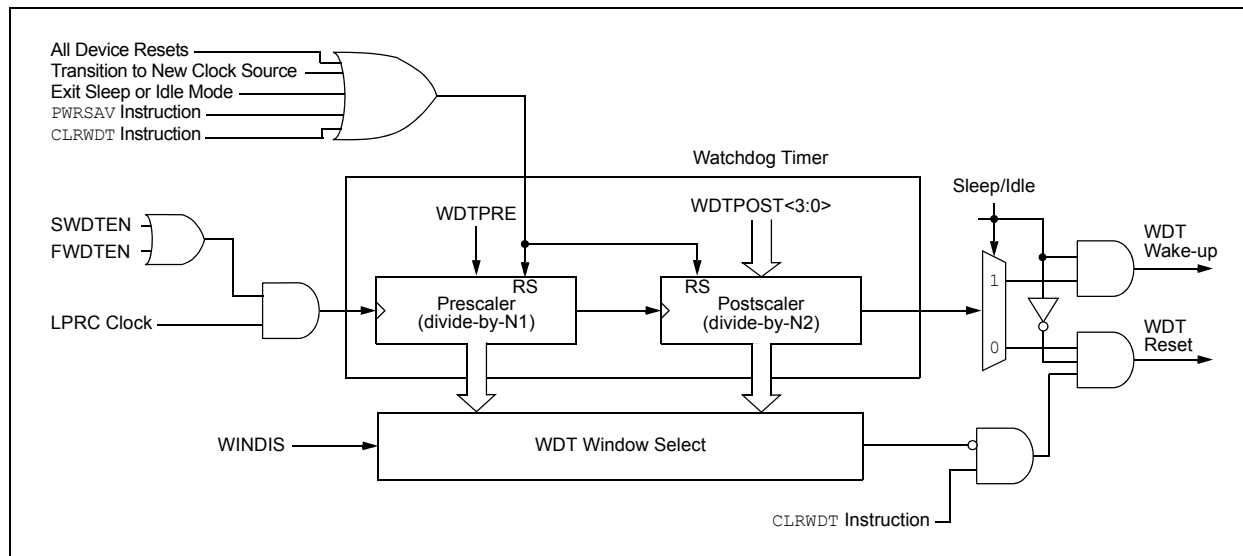 All Device Resets
Transition to New Clock Source
Exit Sleep or Idle Mode
PWRSAV Instruction
CLRWDT Instruction
Watchdog Timer
Sleep/Idle
SWDTEN
FWDTEN
WDTPRE
WDTPOST<3:0>
WDT
Wake-up
RS
RS
Prescaler
(divide-by-N1)
Postscaler
(divide-by-N2)
1
0
LPRC Clock
WDT
Reset
WINDIS
WDT Window Select
CLRWDT Instruction